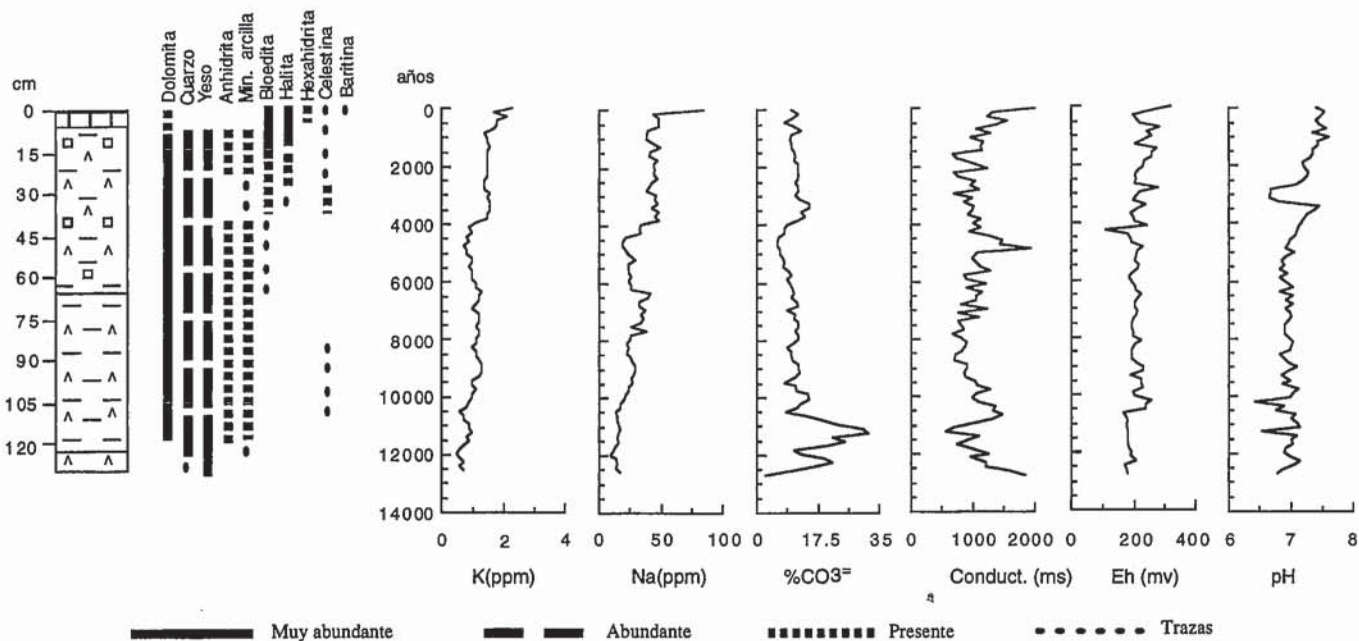 Dolomita
Cuarzo
Yeso
Anhidrita
Min. arcilla
Bloedita
Halita
Hexahidrita
Celestina
Baritina
cm
0
15
30
45
60
75
90
105
120
años
0
2000
4000
6000
8000
10000
12000
14000
0 2 4
K(ppm)
0 50 100
Na(ppm)
0 17.5 35
%CO3=
0 1000 2000
Conduct. (ms)
0 200 400
Eh (mv)
6 7 8
pH
Muy abundante
Abundante
Presente
Trazas